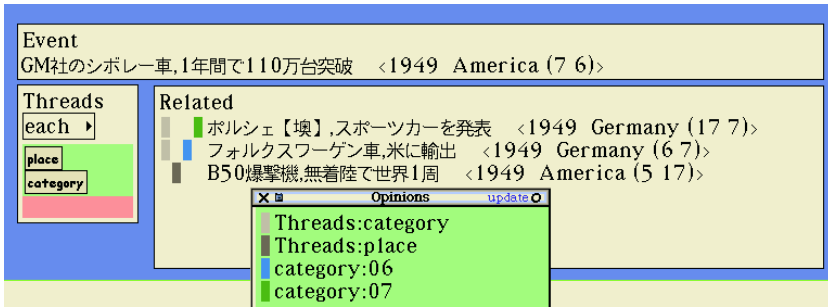 Event
GM社のシボレー車,1年間で110万台突破 <1949 America (7 6)>
Threads
each
place
category
Related
ポルシェ【墺】,スポーツカーを発表 <1949 Germany (17 7)>
フォルクスワーゲン車,米に輸出 <1949 Germany (6 7)>
B50爆撃機,無着陸で世界1周 <1949 America (5 17)>
Opinions
update
Threads:category
Threads:place
category:06
category:07